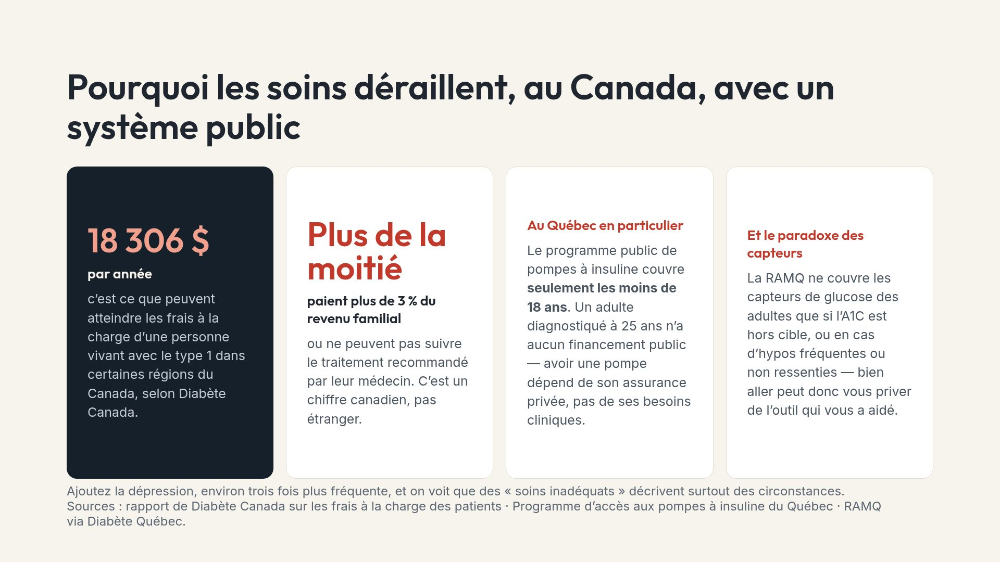 Pourquoi les soins déraillent, au Canada, avec un
système public
18 306 $
par année
c’est ce que peuvent
atteindre les frais à la
charge d’une personne
vivant avec le type 1 dans
certaines régions du
Canada, selon Diabète
Canada.
Plus de la
moitié
paient plus de 3 % du
revenu familial
ou ne peuvent pas suivre
le traitement recommandé
par leur médecin. C’est un
chiffre canadien, pas
étranger.
Au Québec en particulier
Le programme public de
pompes à insuline couvre
seulement les moins de
18 ans. Un adulte
diagnostiqué à 25 ans n’a
aucun financement public
— avoir une pompe
dépend de son assurance
privée, pas de ses besoins
cliniques.
Et le paradoxe des
capteurs
La RAMQ ne couvre les
capteurs de glucose des
adultes que si l’A1C est
hors cible, ou en cas
d’hypos fréquentes ou
non ressenties — bien
aller peut donc vous priver
de l’outil qui vous a aidé.
Ajoutez la dépression, environ trois fois plus fréquente, et on voit que des « soins inadéquats » décrivent surtout des circonstances.
Sources : rapport de Diabète Canada sur les frais à la charge des patients · Programme d’accès aux pompes à insuline du Québec · RAMQ
via Diabète Québec.